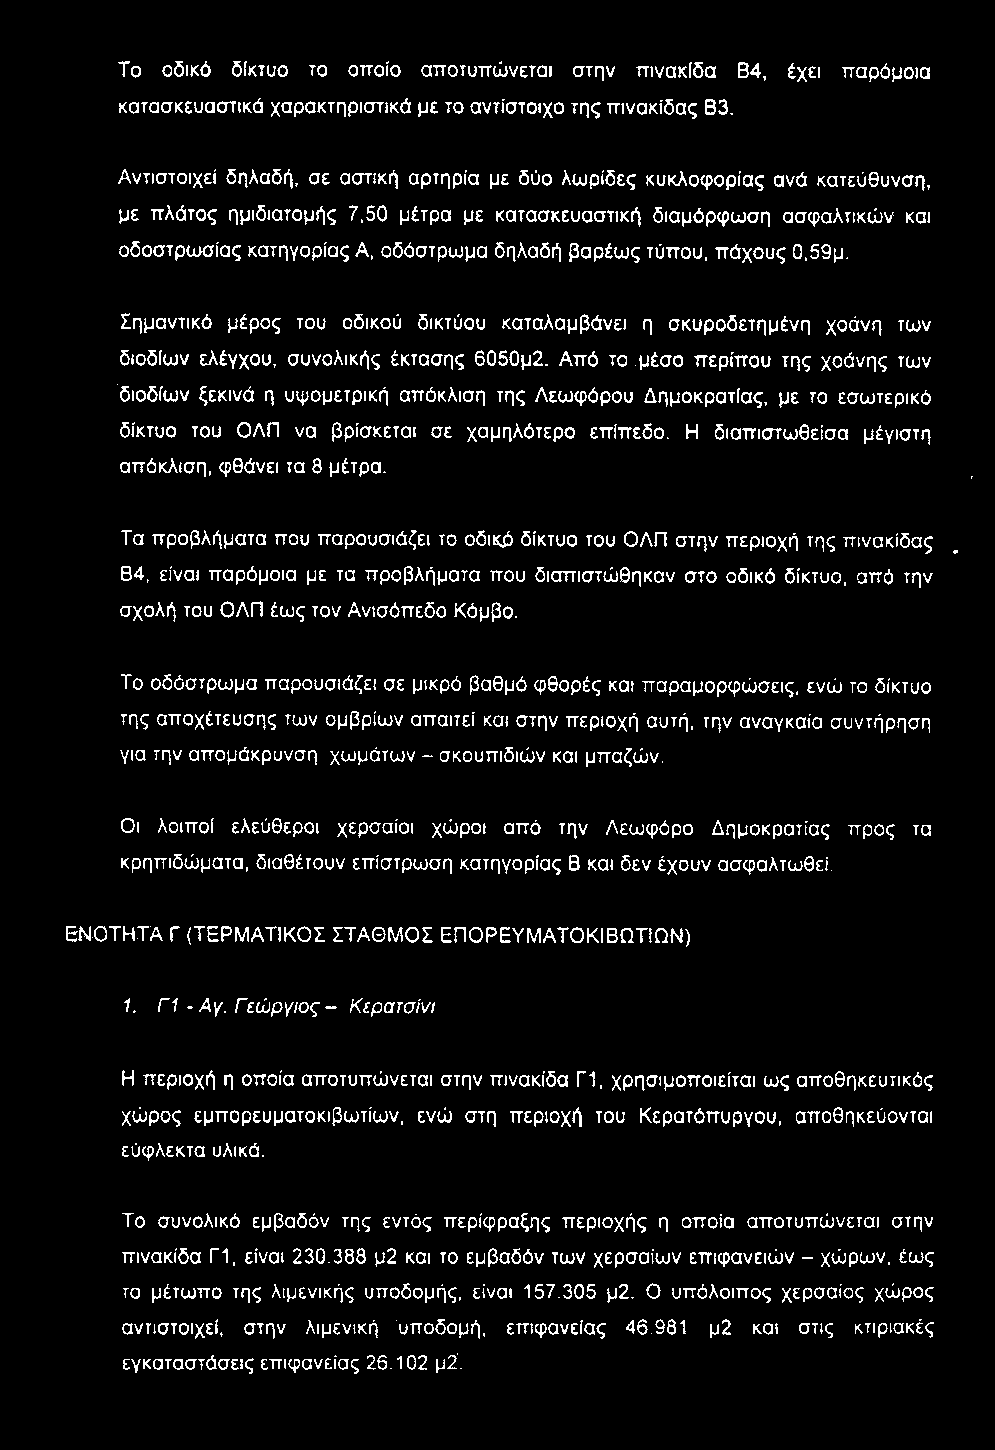 Το οδικό δίκτυο το οποίο αποτυπώνεται στην πινακίδα Β4, έχει παρόμοια
κατασκευαστικά χαρακτηριστικά με το αντίστοιχο της πινακίδας Β3.
Αντιστοιχεί δηλαδή, σε αστική αρτηρία με δύο λωρίδες κυκλοφορίας ανά κατεύθυνση,
με πλάτος ημιδιατομής 7,50 μέτρα με κατασκευαστική διαμόρφωση ασφαλτικών και
οδοστρωσίας κατηγορίας Α, οδόστρωμα δηλαδή βαρέως τύπου, πάχους 0,59μ.
Σημαντικό μέρος του οδικού δικτύου καταλαμβάνει η σκυροδετημένη χοάνη των
διοδίων ελέγχου, συνολικής έκτασης 6050μ2. Από το μέσο περίπου της χοάνης των
διοδίων ξεκινά η υψομετρική απόκλιση της Λεωφόρου Δημοκρατίας, με το εσωτερικό
δίκτυο του ΟΛΠ να βρίσκεται σε χαμηλότερο επίπεδο. Η διαπιστωθείσα μέγιστη
απόκλιση, φθάνει τα 8 μέτρα.
Τα προβλήματα που παρουσιάζει το οδικό δίκτυο του ΟΛΠ στην περιοχή της πινακίδας
Β4, είναι παρόμοια με τα προβλήματα που διαπιστώθηκαν στο οδικό δίκτυο, από την
σχολή του ΟΛΠ έως τον Ανισόπεδο Κόμβο.
Το οδόστρωμα παρουσιάζει σε μικρό βαθμό φθορές και παραμορφώσεις, ενώ το δίκτυο
της αποχέτευσης των ομβρίων απαιτεί και στην περιοχή αυτή, την αναγκαία συντήρηση
για την απομάκρυνση χωμάτων – σκουπιδιών και μπαζών.
Οι λοιποί ελεύθεροι χερσαίοι χώροι από την Λεωφόρο Δημοκρατίας προς τα
κρηπιδώματα, διαθέτουν επίστρωση κατηγορίας Β και δεν έχουν ασφαλτωθεί.
ΕΝΟΤΗΤΑ Γ (ΤΕΡΜΑΤΙΚΟΣ ΣΤΑΘΜΟΣ ΕΠΟΡΕΥΜΑΤΟΚΙΒΩΤΙΩΝ)
1. Γ1 - Αγ. Γεώργιος – Κερατσίνι
Η περιοχή η οποία αποτυπώνεται στην πινακίδα Γ1, χρησιμοποιείται ως αποθηκευτικός
χώρος εμπορευματοκιβωτίων, ενώ στη περιοχή του Κερατόπυργου, αποθηκεύονται
εύφλεκτα υλικά.
Το συνολικό εμβαδόν της εντός περίφραξης περιοχής η οποία αποτυπώνεται στην
πινακίδα Γ1, είναι 230.388 μ2 και το εμβαδόν των χερσαίων επιφανειών – χώρων, έως
το μέτωπο της λιμενικής υποδομής, είναι 157.305 μ2. Ο υπόλοιπος χερσαίος χώρος
αντιστοιχεί, στην λιμενική υποδομή, επιφανείας 46.981 μ2 και στις κτιριακές
εγκαταστάσεις επιφανείας 26.102 μ2.